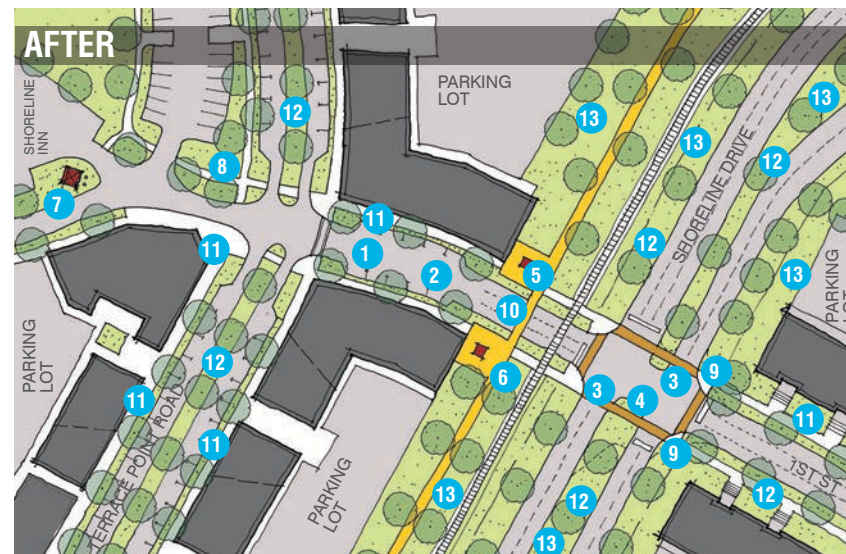 AFTER
SHORELINE
INN
PARKING
LOT
13
13
12
13
12
8
7
SHORELINE DRIVE
11
11
1
12
2
5
13
10
PARKING
LOT
PARKING
LOT
12
6
3
3
9
4
11
11
11
TERRACE POINT ROAD
9
1ST ST
PARKING
LOT
13
12
12
13